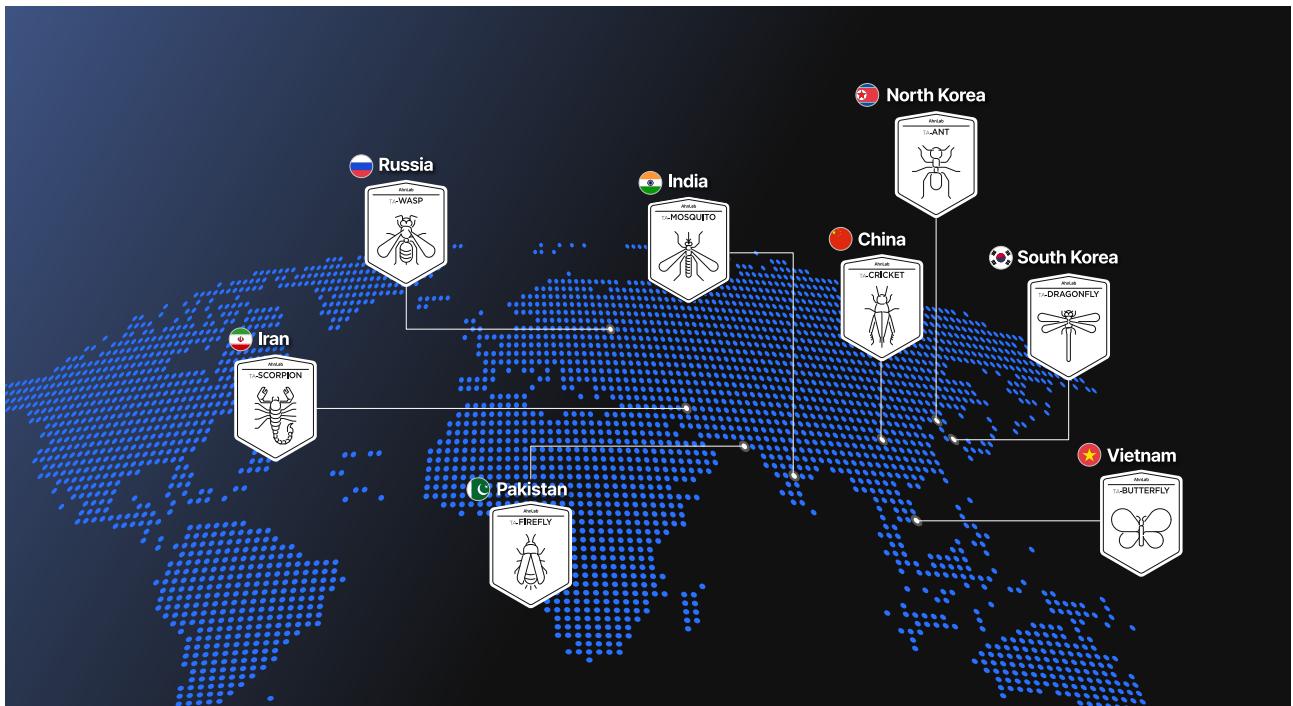 North Korea
AhnLab
TA-ANT
Russia
AhnLab
TA-WASP
India
AhnLab
TA-MOSQUITO
China
AhnLab
TA-CRICKET
South Korea
AhnLab
TA-DRAGONFLY
Iran
AhnLab
TA-SCORPION
Pakistan
AhnLab
TA-FIREFLY
Vietnam
AhnLab
TA-BUTTERFLY